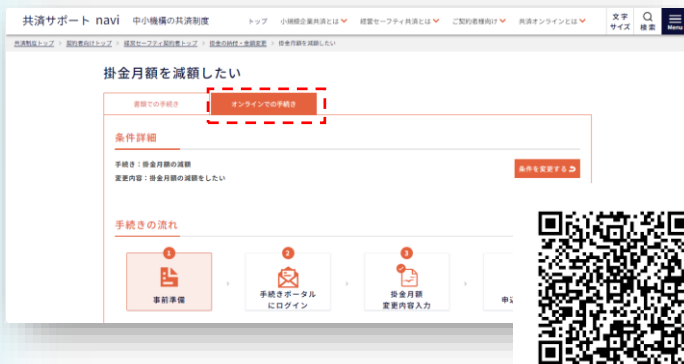 共済サポート navi 中小機構の共済制度
トップ 小規模企業共済とは 経営セーフティ共済とは ご契約者様向け 共済オンラインとは
文字サイズ 検索 Menu
共済制度トップ > 契約者向けトップ > 経営セーフティ契約者トップ > 掛金の納付・金額変更 > 掛金月額を減額したい
掛金月額を減額したい
書類での手続き オンラインでの手続き
条件詳細
手続き：掛金月額の減額
変更内容：掛金月額の減額をしたい
条件を変更する
手続きの流れ
1 2 3
事前準備
手続きポータル
にログイン
掛金月額
変更内容入力